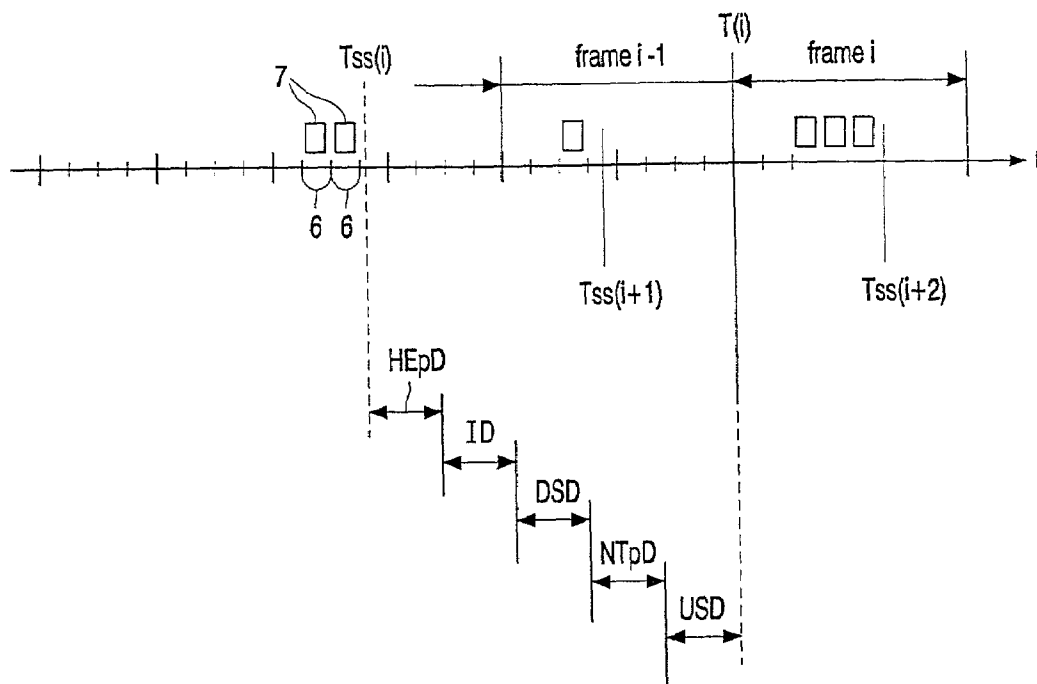 T(i)
Tss(i)
frame i-1
frame i
7
6
6
Tss(i+1)
Tss(i+2)
HEpD
ID
DSD
NTpD
USD